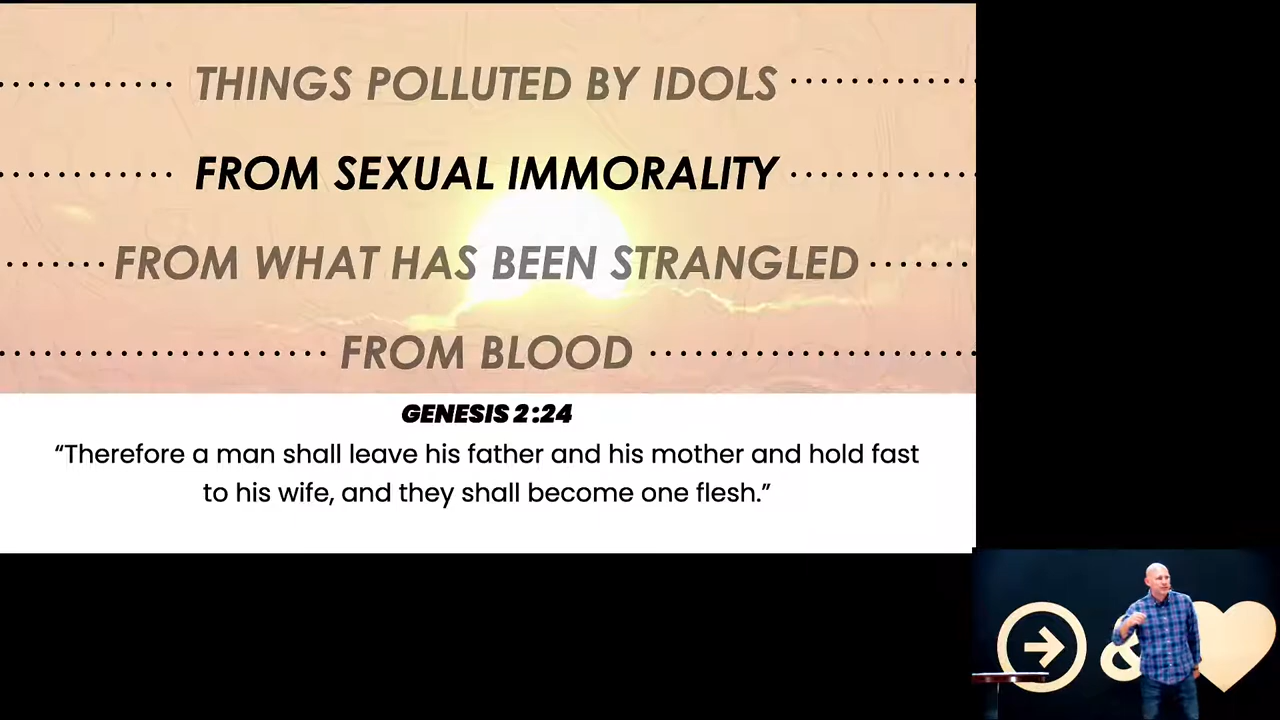 THINGS POLLUTED BY IDOLS
FROM SEXUAL IMMORALITY
FROM WHAT HAS BEEN STRANGLED
FROM BLOOD
GENESIS 2:24
“Therefore a man shall leave his father and his mother and hold fast
to his wife, and they shall become one flesh.”
&